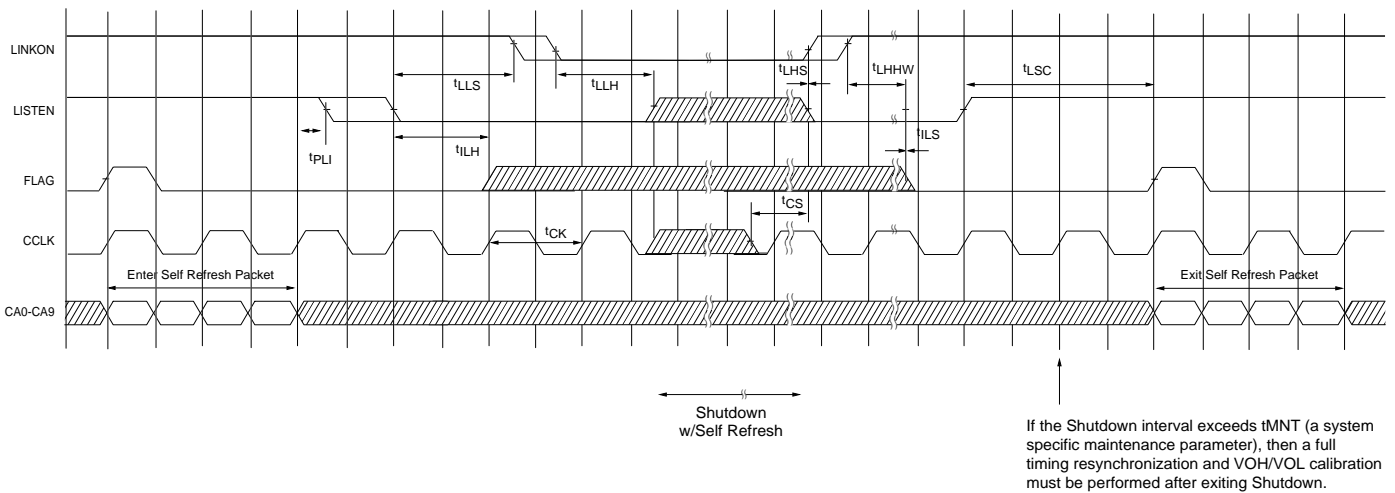 LINKON
tLHS
tLHHW
tLSC
tLLS
tLLH
LISTEN
tILS
tPLI
tILH
FLAG
tCS
CCLK
tCK
Enter Self Refresh Packet
Exit Self Refresh Packet
CA0-CA9
Shutdown
w/Self Refresh
If the Shutdown interval exceeds tMNT (a system
specific maintenance parameter), then a full
timing resynchronization and VOH/VOL calibration
must be performed after exiting Shutdown.